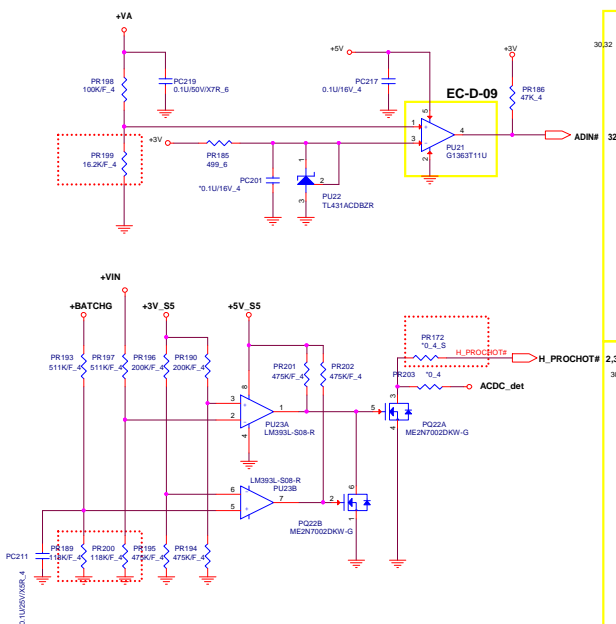 +VA
PR198
100K/F_4
PC219
0.1U/50V/X7R_6
+5V
PC217
0.1U/16V_4
+3V
PR186
47K_4
30,32
EC-D-09
5
1
+
3
-
4
2
PU21
G1363T11U
ADIN#
32
PR199
16.2K/F_4
+3V
PR185
499_6
PC201
*0.1U/16V_4
1
2
3
PU22
TL431ACDBZR
+VIN
+BATCHG
+3V_S5
+5V_S5
PR193
511K/F_4
PR197
511K/F_4
PR196
200K/F_4
PR190
200K/F_4
PR201
475K/F_4
PR202
475K/F_4
PR172
*0_4_S
H_PROCHOT#
H_PROCHOT#
2,3
PR203
*0_4
ACDC_det
30
8
3
+
2
-
1
4
PU23A
LM393L-S08-R
5
3
4
PQ22A
ME2N7002DKW-G
LM393L-S08-R
PU23B
6
-
5
+
7
2
6
1
PQ22B
ME2N7002DKW-G
PC211
0.1U/25V/X5R_4
PR189
118K/F_4
PR200
118K/F_4
PR195
475K/F_4
PR194
475K/F_4